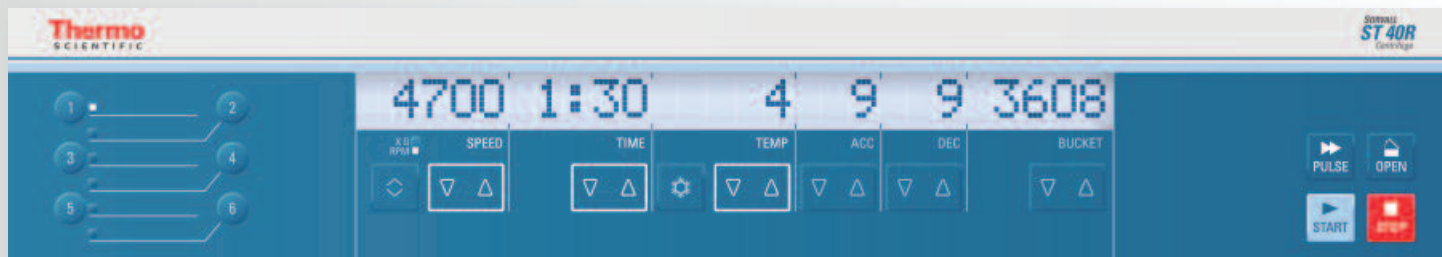 Thermo
SCIENTIFIC
SORVALL
ST 40R
Centrifuge
4700 1:30 4 9 9 3608
X G
RPM
SPEED TIME TEMP ACC DEC BUCKET
1 2
3 4
5 6
PULSE OPEN
START STOP